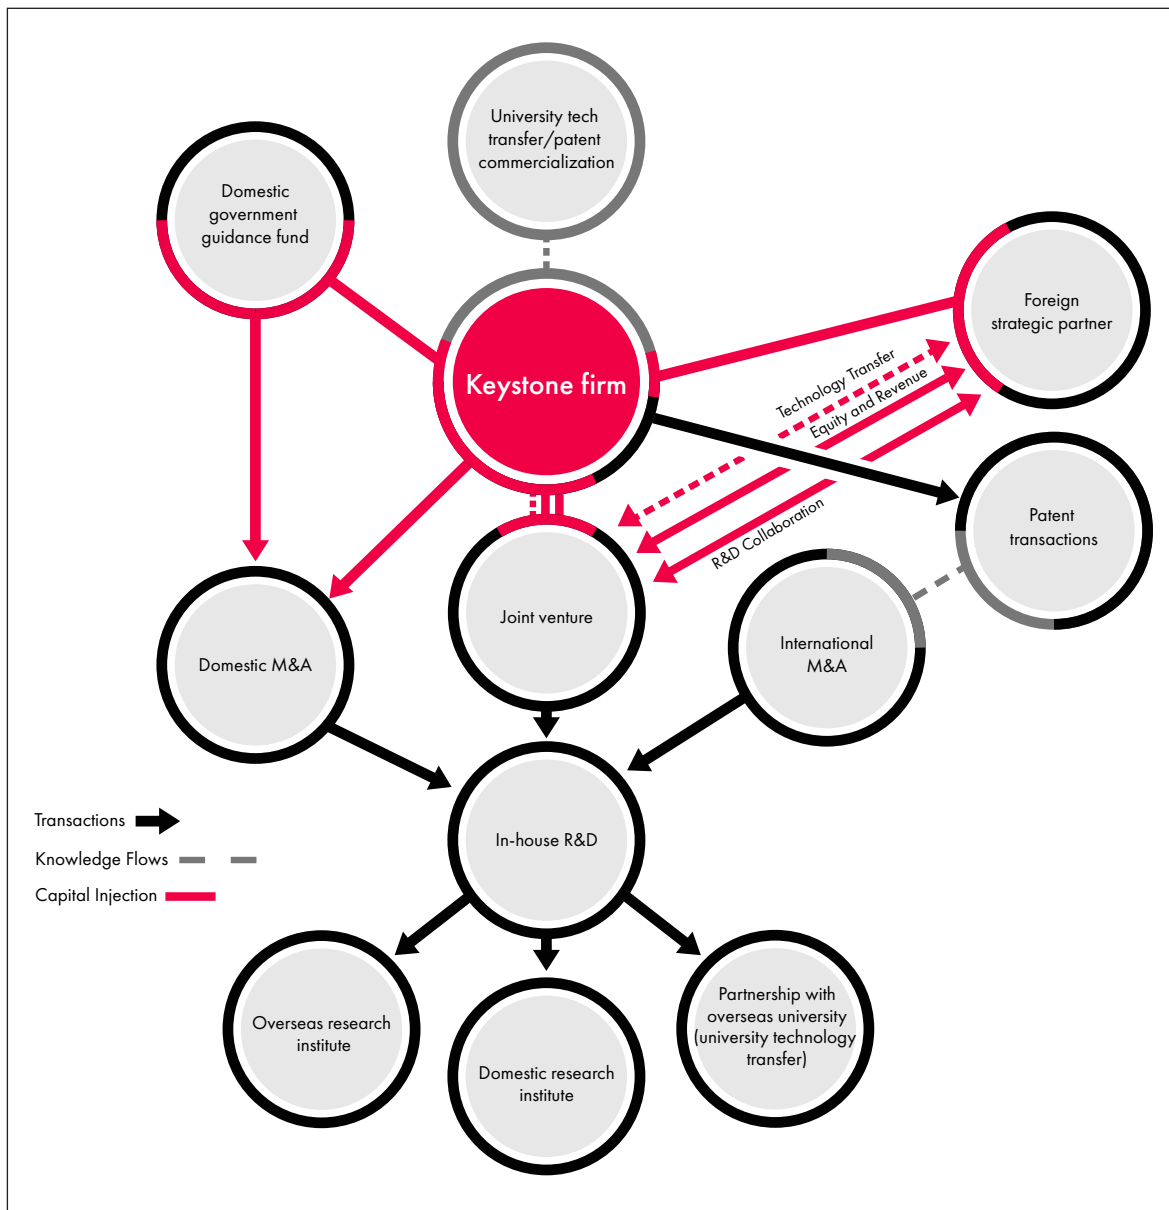 University tech
transfer/patent
commercialization
Domestic
government
guidance fund
Foreign
strategic partner
Keystone firm
Technology Transfer
Equity and Revenue
R&D Collaboration
Patent
transactions
Joint venture
International
M&A
Domestic M&A
Transactions
Knowledge Flows
Capital Injection
In-house R&D
Overseas research
institute
Domestic research
institute
Partnership with
overseas university
(university technology
transfer)